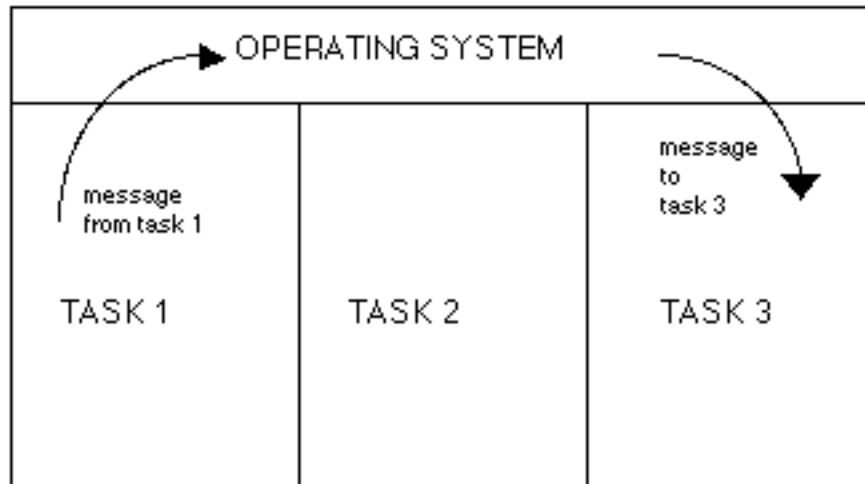 OPERATING SYSTEM
message
from task 1
message
to
task 3
TASK 1
TASK 2
TASK 3